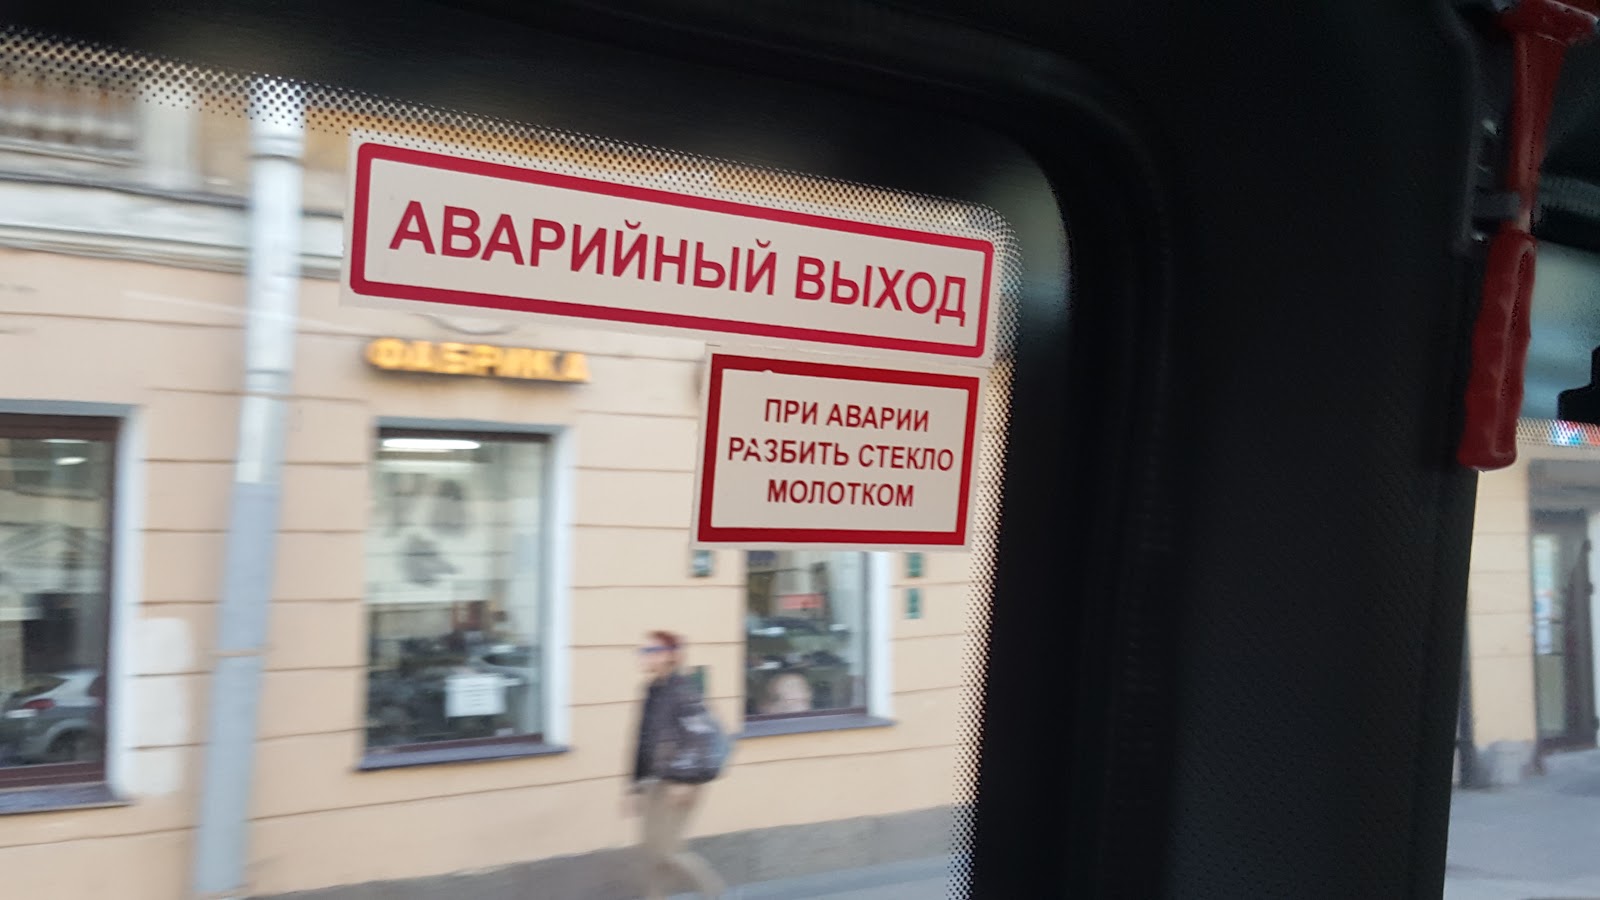 АВАРИЙНЫЙ ВЫХОД
ФАБРИКА
ПРИ АВАРИИ
РАЗБИТЬ СТЕКЛО
МОЛОТКОМ